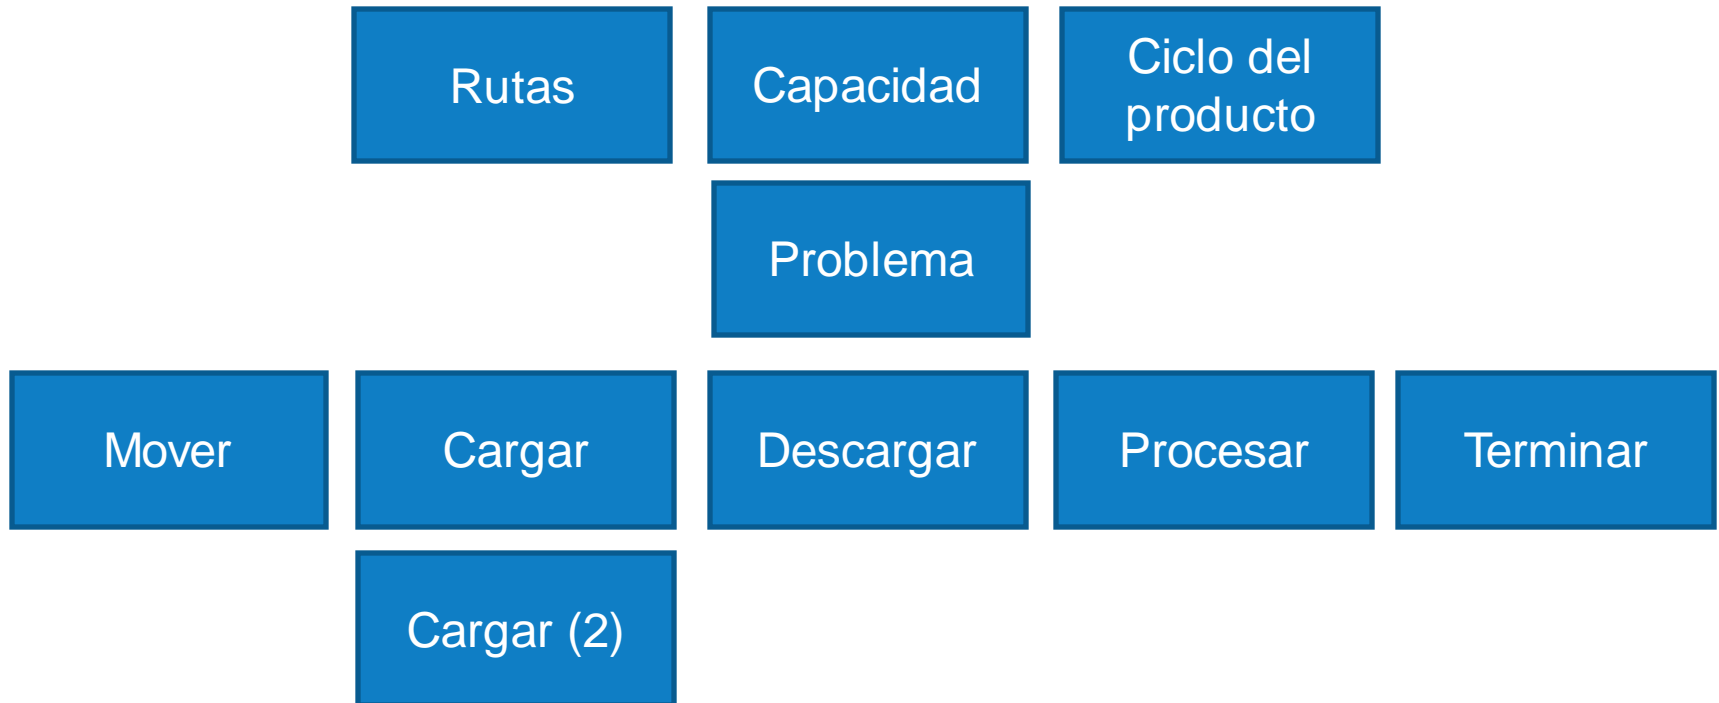 Rutas
Capacidad
Ciclo del
producto
Problema
Mover
Cargar
Descargar
Procesar
Terminar
Cargar (2)